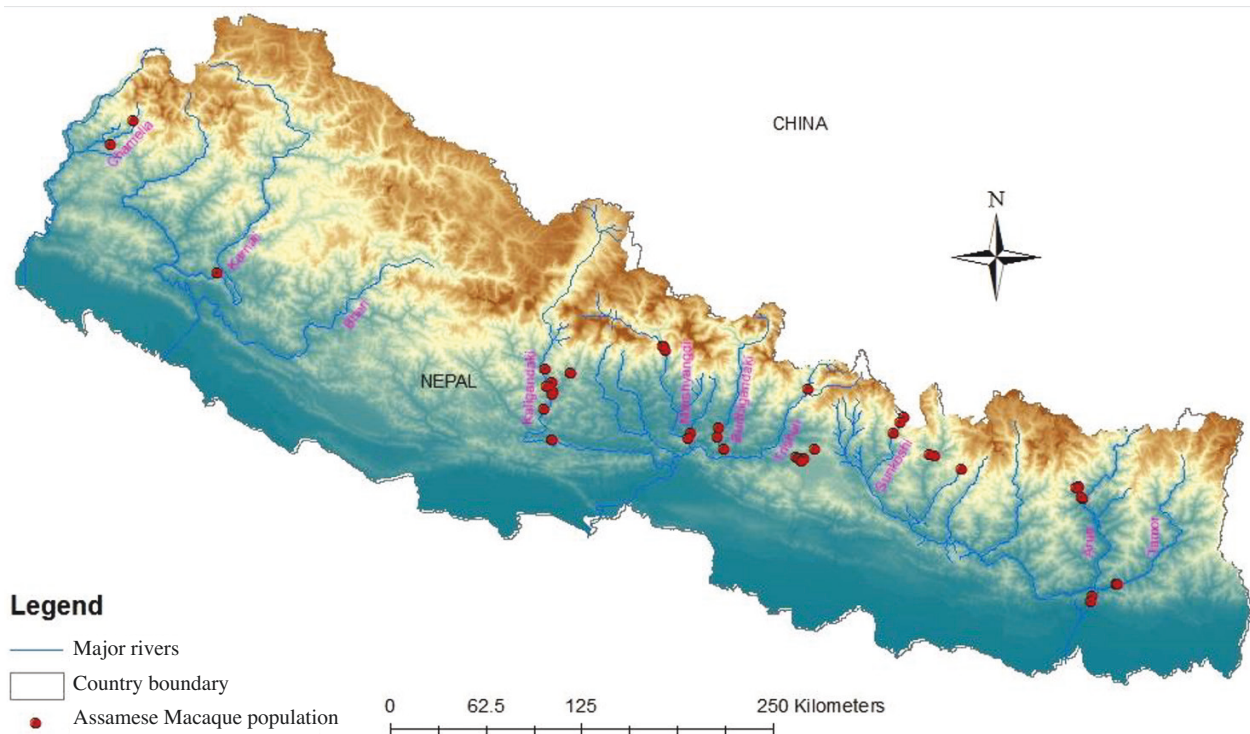 CHINA
N
Chamelia
Karnali
Bheri
NEPAL
Kaligandaki
Marshyangdi
Budhigandaki
Trishuli
Sunkoshi
Arun
Tamor
Legend
Major rivers
Country boundary
Assamese Macaque population
0 62.5 125 250 Kilometers